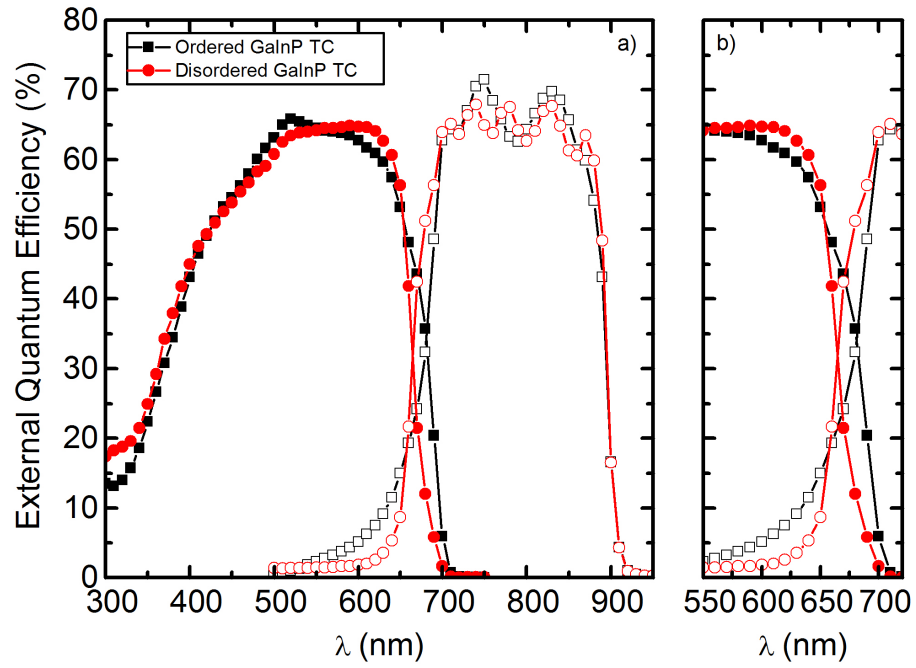 80
70
60
50
40
30
20
10
0
External Quantum Efficiency (%)
Ordered GaInP TC
Disordered GaInP TC
a)
300 400 500 600 700 800 900
λ (nm)
b)
550 600 650 700
λ (nm)